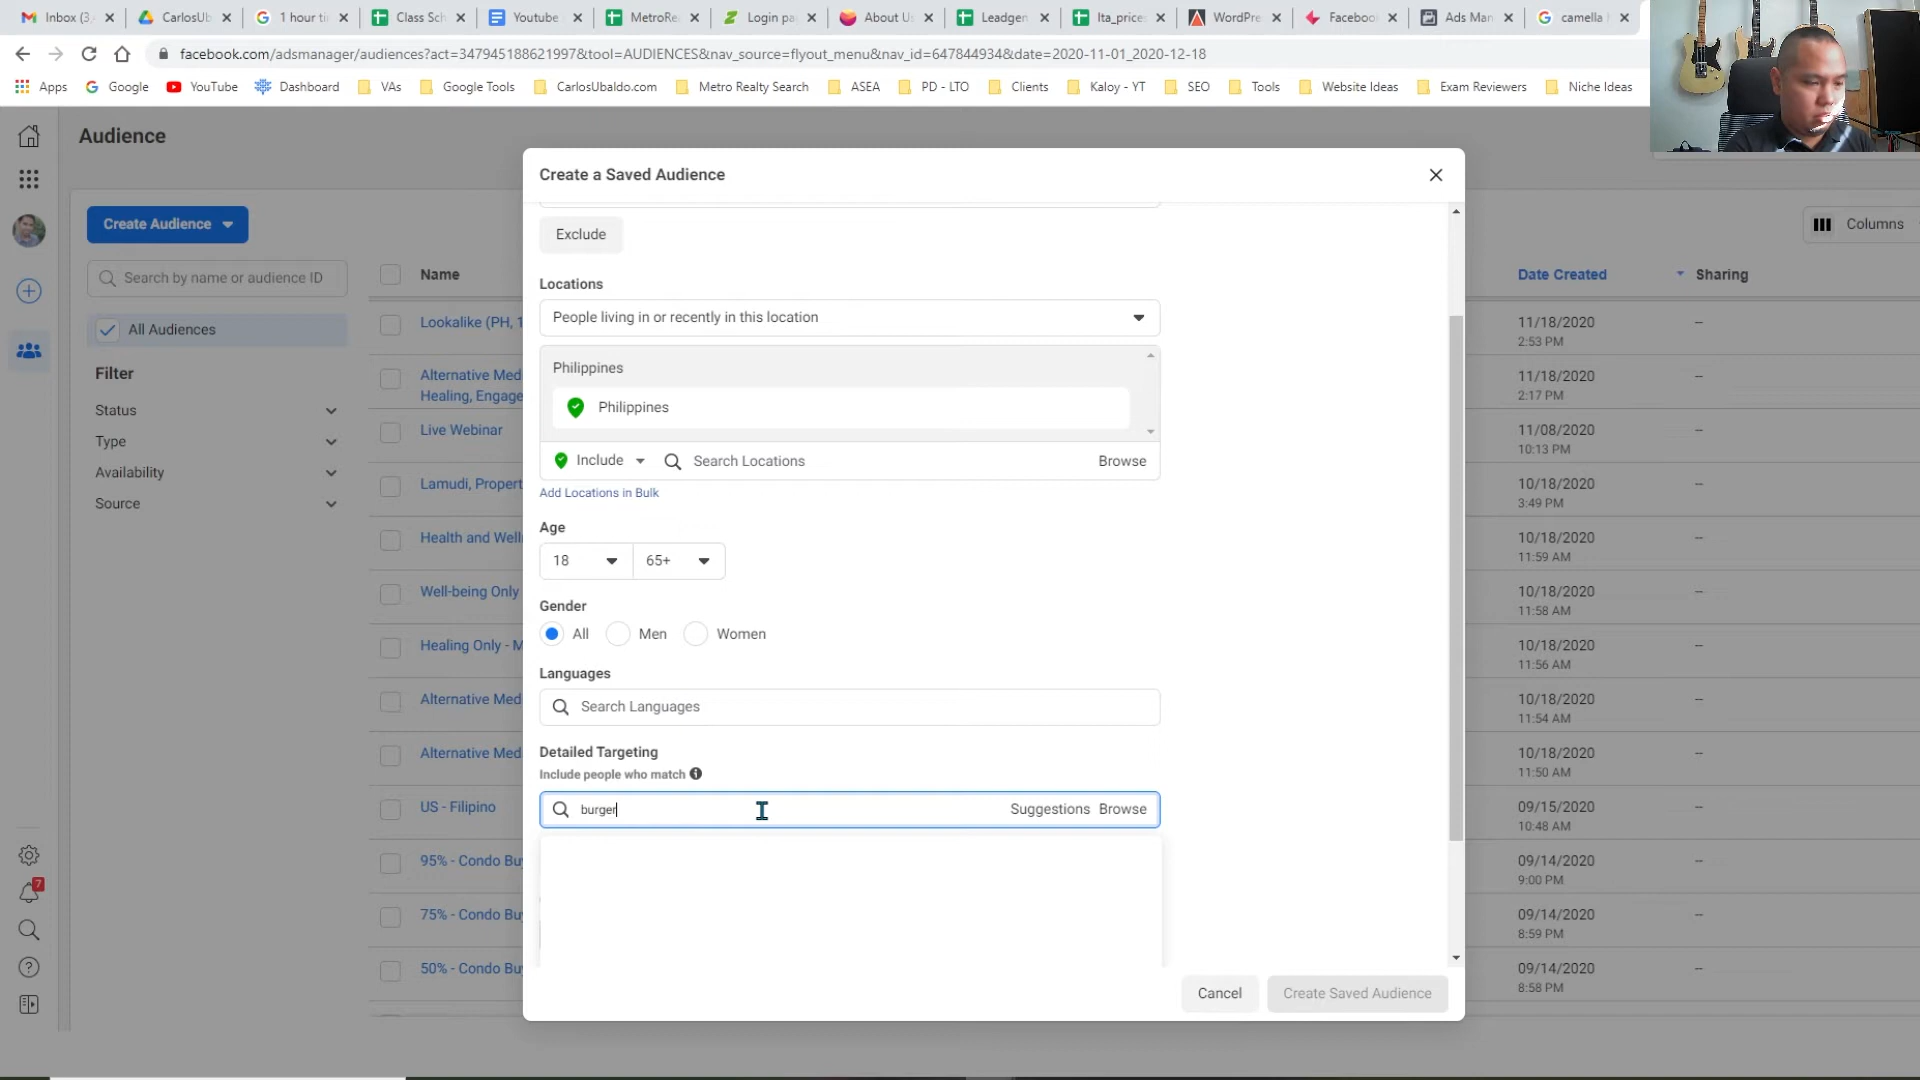 Inbox (3,
CarlosUb
1 hour ti
Class Sch
Youtube
MetroRe
Login pa
About U
Leadgen
Ita_price
WordPre
Faceboo
Ads Man
camella
facebook.com/adsmanager/audiences?act=347945188621997&tool=AUDIENCES&nav_source=flyout_menu&nav_id=647844934&date=2020-11-01_2020-12-18
Apps
Google
YouTube
Dashboard
VAs
Google Tools
CarlosUbaldo.com
Metro Realty Search
ASEA
PD - LTO
Clients
Kaloy - YT
SEO
Tools
Website Ideas
Exam Reviewers
Niche Ideas
Audience
Create Audience
Search by name or audience ID
All Audiences
Filter
Status
Type
Availability
Source
7
Name
Lookalike (PH, 1
Alternative Med
Healing, Engage
Live Webinar
Lamudi, Propert
Health and Well
Well-being Only
Healing Only - M
Alternative Med
Alternative Med
US - Filipino
95% - Condo Bu
75% - Condo Bu
50% - Condo Bu
Create a Saved Audience
Exclude
Locations
People living in or recently in this location
Philippines
Philippines
Include
Search Locations
Browse
Add Locations in Bulk
Age
18
65+
Gender
All
Men
Women
Languages
Search Languages
Detailed Targeting
Include people who match
burger
Suggestions
Browse
Cancel
Create Saved Audience
Columns
Date Created
Sharing
11/18/2020
2:53 PM
--
11/18/2020
2:17 PM
--
11/08/2020
10:13 PM
--
10/18/2020
3:49 PM
--
10/18/2020
11:59 AM
--
10/18/2020
11:58 AM
--
10/18/2020
11:56 AM
--
10/18/2020
11:54 AM
--
10/18/2020
11:50 AM
--
09/15/2020
10:48 AM
--
09/14/2020
9:00 PM
--
09/14/2020
8:59 PM
--
09/14/2020
8:58 PM
--